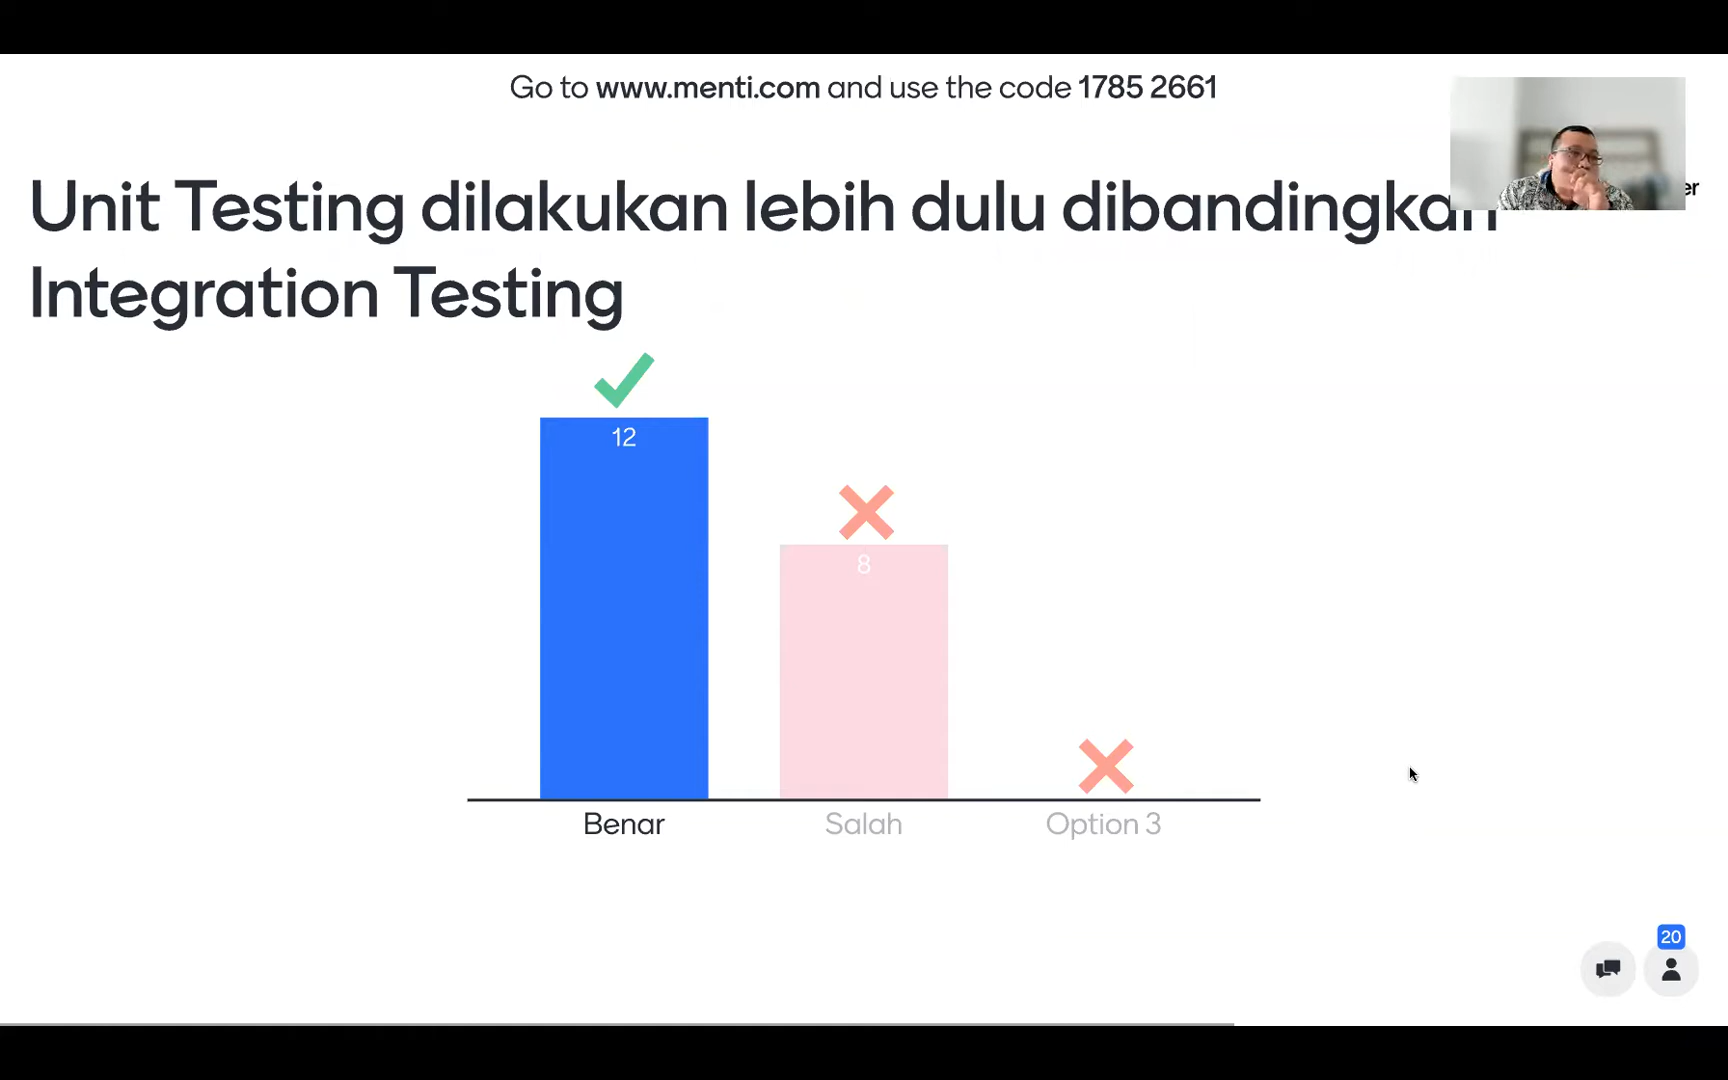 Go to www.menti.com and use the code 1785 2661
Unit Testing dilakukan lebih dulu dibandingkan
Integration Testing
12
8
Benar
Salah
Option 3
20